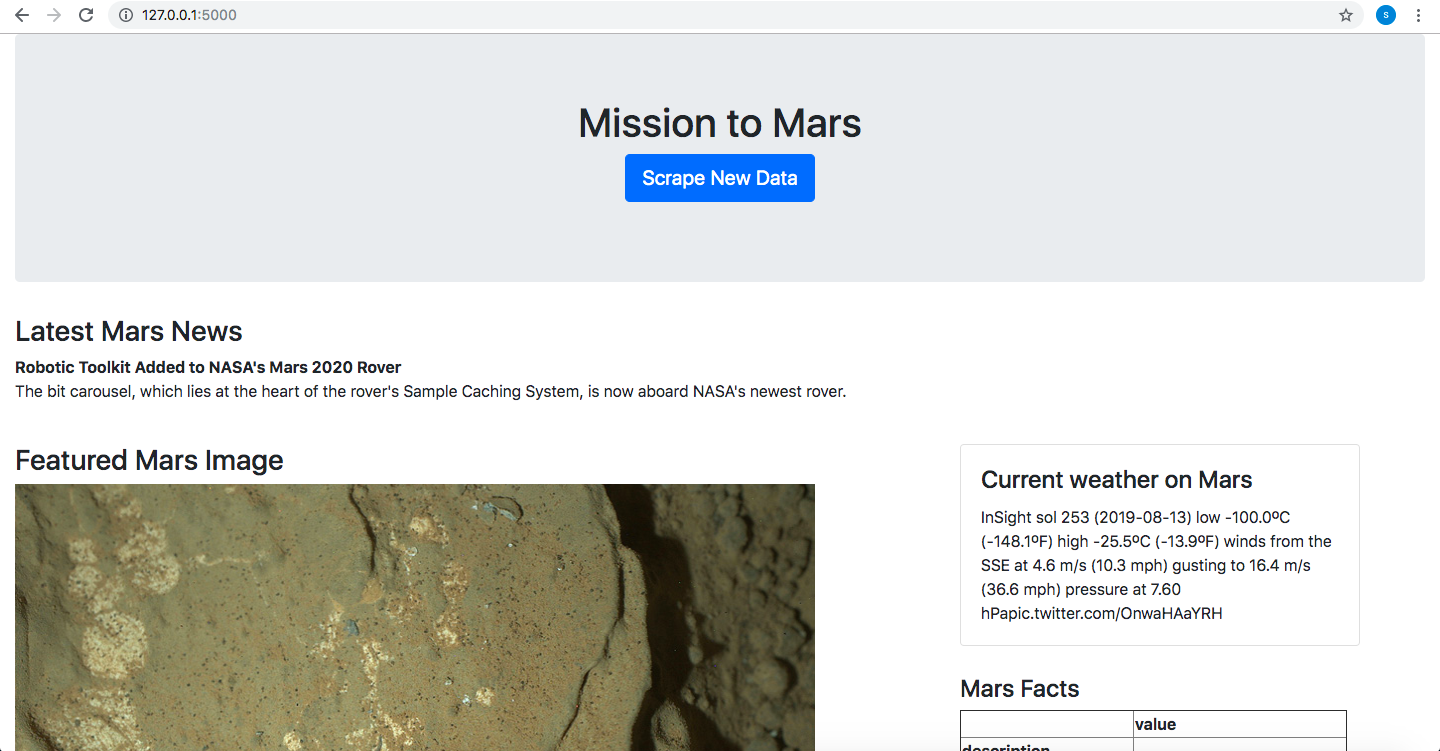 127.0.0.1:5000
S
Mission to Mars
Scrape New Data
Latest Mars News
Robotic Toolkit Added to NASA's Mars 2020 Rover
The bit carousel, which lies at the heart of the rover's Sample Caching System, is now aboard NASA's newest rover.
Featured Mars Image
Current weather on Mars
InSight sol 253 (2019-08-13) low -100.0ºC
(-148.1ºF) high -25.5ºC (-13.9ºF) winds from the
SSE at 4.6 m/s (10.3 mph) gusting to 16.4 m/s
(36.6 mph) pressure at 7.60
hPapic.twitter.com/OnwaHAaYRH
Mars Facts
value
description